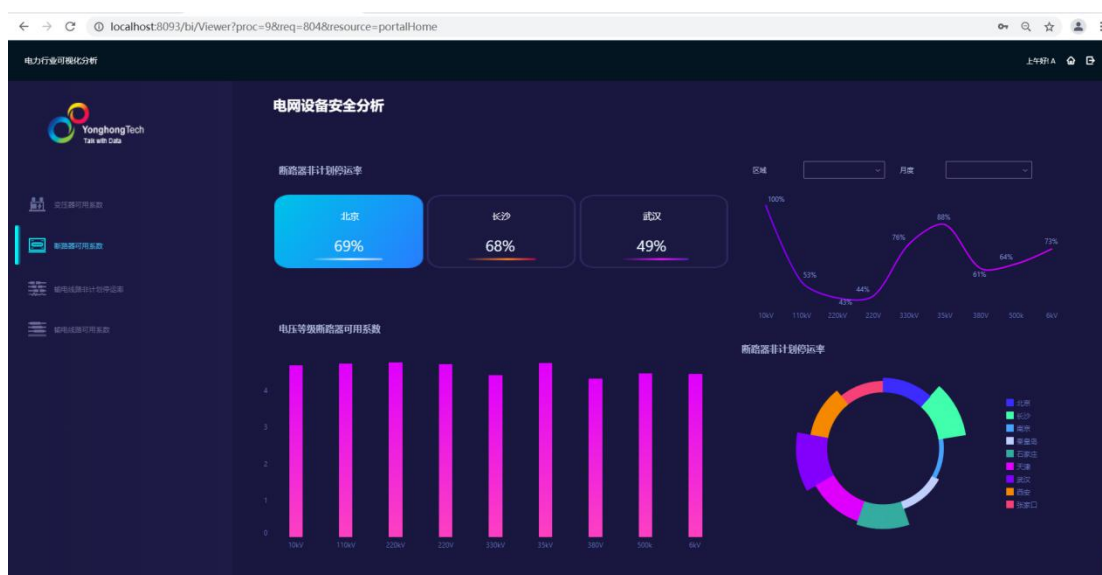 localhost:8093/bi/Viewer?proc=9&req=804&resource=portalHome
电力行业可视化分析
上午好! A
YonghongTech
Talk with Data
变压器可用系数
断路器可用系数
输电线路非计划停运率
输电线路可用系数
电网设备安全分析
断路器非计划停运率
北京
69%
长沙
68%
武汉
49%
区域
月度
100%
53%
43%
44%
76%
88%
61%
64%
73%
10kV 110kV 220kV 220V 330kV 35kV 380V 500k 6kV
电压等级断路器可用系数
4
3
2
1
0
10kV 110kV 220kV 220V 330kV 35kV 380V 500k 6kV
断路器非计划停运率
北京
长沙
南京
秦皇岛
石家庄
天津
武汉
西安
张家口